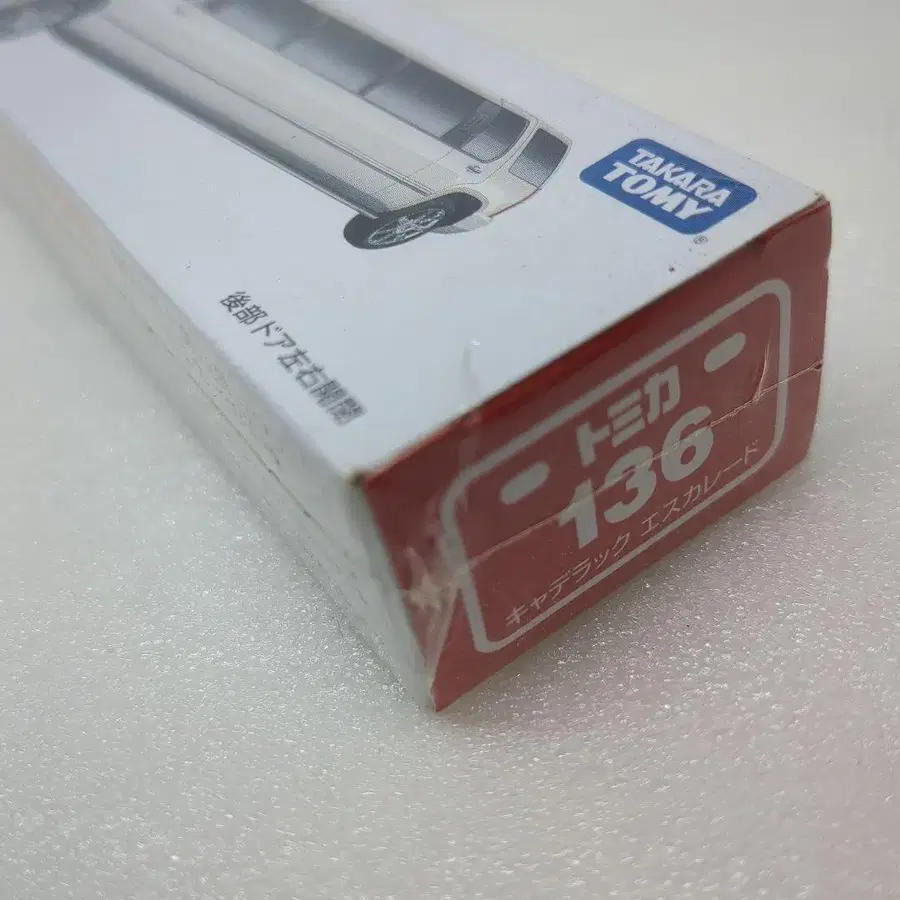 TAKARA
TOMY
®
後部ドア左右開閉
トミカ
136
キャデラック エスカレード